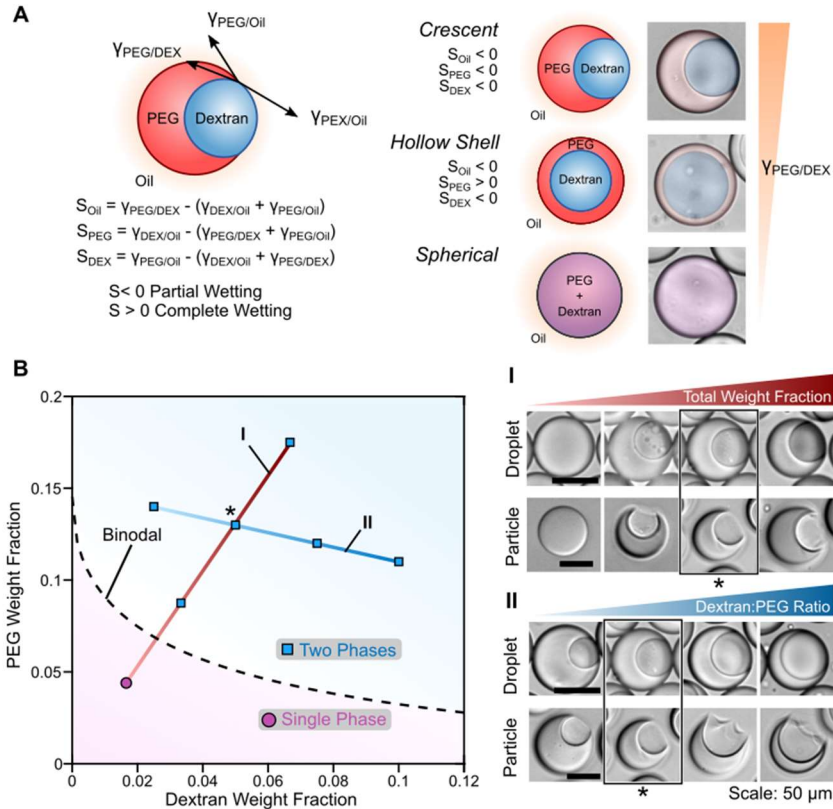 A
γPEG/Oil
γPEG/DEX
PEG
Dextran
γPEX/Oil
Oil
SOil = γPEG/DEX - (γDEX/Oil + γPEG/Oil)
SPEG = γDEX/Oil - (γPEG/DEX + γPEG/Oil)
SDEX = γPEG/Oil - (γDEX/Oil + γPEG/DEX)
S< 0 Partial Wetting
S > 0 Complete Wetting
Crescent
SOil < 0
SPEG < 0
SDEX < 0
PEG
Dextran
Oil
Hollow Shell
SOil < 0
SPEG > 0
SDEX < 0
PEG
Dextran
Oil
Spherical
PEG
+
Dextran
Oil
γPEG/DEX
B
0.2
0.15
0.1
0.05
0
PEG Weight Fraction
I
*
II
Binodal
Two Phases
Single Phase
0
0.02
0.04
0.06
0.08
0.1
0.12
Dextran Weight Fraction
I
Total Weight Fraction
Droplet
Particle
*
II
Dextran:PEG Ratio
Droplet
Particle
*
Scale: 50 μm